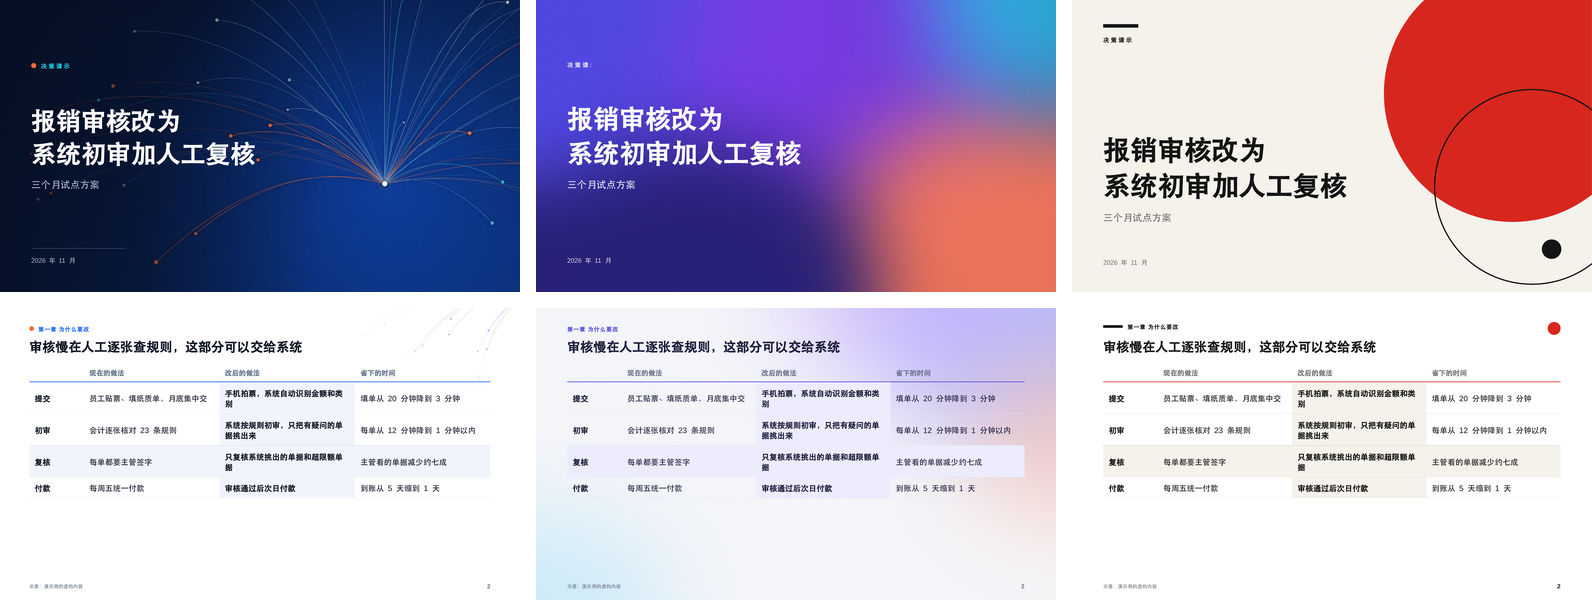 决策请示
报销审核改为
系统初审加人工复核
三个月试点方案
2026 年 11 月
决策请:
报销审核改为
系统初审加人工复核
三个月试点方案
2026 年 11 月
决策请示
报销审核改为
系统初审加人工复核
三个月试点方案
2026 年 11 月
第一章 为什么要改
审核慢在人工逐张查规则，这部分可以交给系统
现在的做法 改后的做法 省下的时间
提交 员工贴票、填纸质单，月底集中交 手机拍票，系统自动识别金额和类别 填单从 20 分钟降到 3 分钟
初审 会计逐张核对 23 条规则 系统按规则初审，只把有疑问的单据挑出来 每单从 12 分钟降到 1 分钟以内
复核 每单都要主管签字 只复核系统挑出的单据和超限额单据 主管看的单据减少约七成
付款 每周五统一付款 审核通过后次日付款 到账从 5 天缩到 1 天
示意：演示用的虚构内容
2
第一章 为什么要改
审核慢在人工逐张查规则，这部分可以交给系统
现在的做法 改后的做法 省下的时间
提交 员工贴票、填纸质单，月底集中交 手机拍票，系统自动识别金额和类别 填单从 20 分钟降到 3 分钟
初审 会计逐张核对 23 条规则 系统按规则初审，只把有疑问的单据挑出来 每单从 12 分钟降到 1 分钟以内
复核 每单都要主管签字 只复核系统挑出的单据和超限额单据 主管看的单据减少约七成
付款 每周五统一付款 审核通过后次日付款 到账从 5 天缩到 1 天
示意：演示用的虚构内容
2
第一章 为什么要改
审核慢在人工逐张查规则，这部分可以交给系统
现在的做法 改后的做法 省下的时间
提交 员工贴票、填纸质单，月底集中交 手机拍票，系统自动识别金额和类别 填单从 20 分钟降到 3 分钟
初审 会计逐张核对 23 条规则 系统按规则初审，只把有疑问的单据挑出来 每单从 12 分钟降到 1 分钟以内
复核 每单都要主管签字 只复核系统挑出的单据和超限额单据 主管看的单据减少约七成
付款 每周五统一付款 审核通过后次日付款 到账从 5 天缩到 1 天
示意：演示用的虚构内容
2